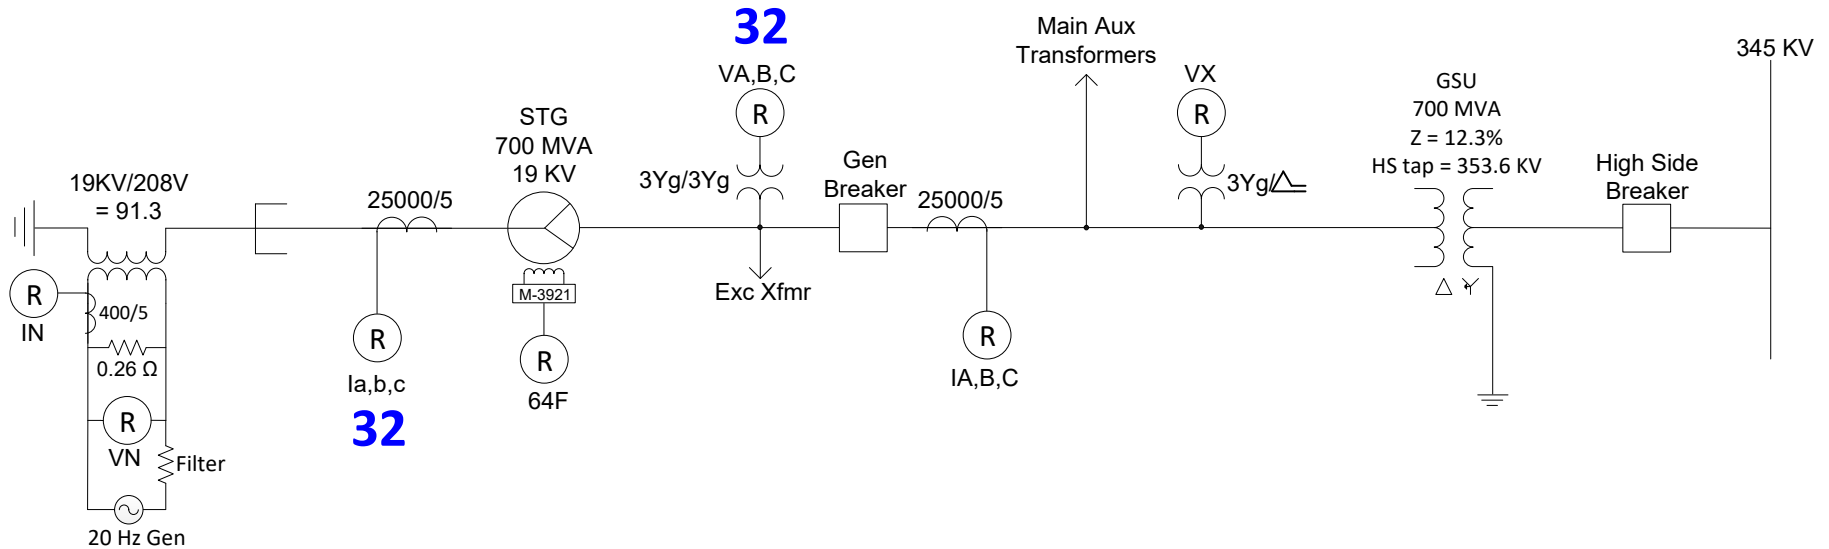 32
VA,B,C
R
Main Aux
Transformers
VX
R
345 KV
GSU
700 MVA
Z = 12.3%
HS tap = 353.6 KV
STG
700 MVA
19 KV
Gen
Breaker
High Side
Breaker
19KV/208V
= 91.3
25000/5
3Yg/3Yg
25000/5
3Yg/
R
IN
400/5
0.26 Ω
R
VN
Filter
20 Hz Gen
R
Ia,b,c
32
M-3921
R
64F
Exc Xfmr
R
IA,B,C